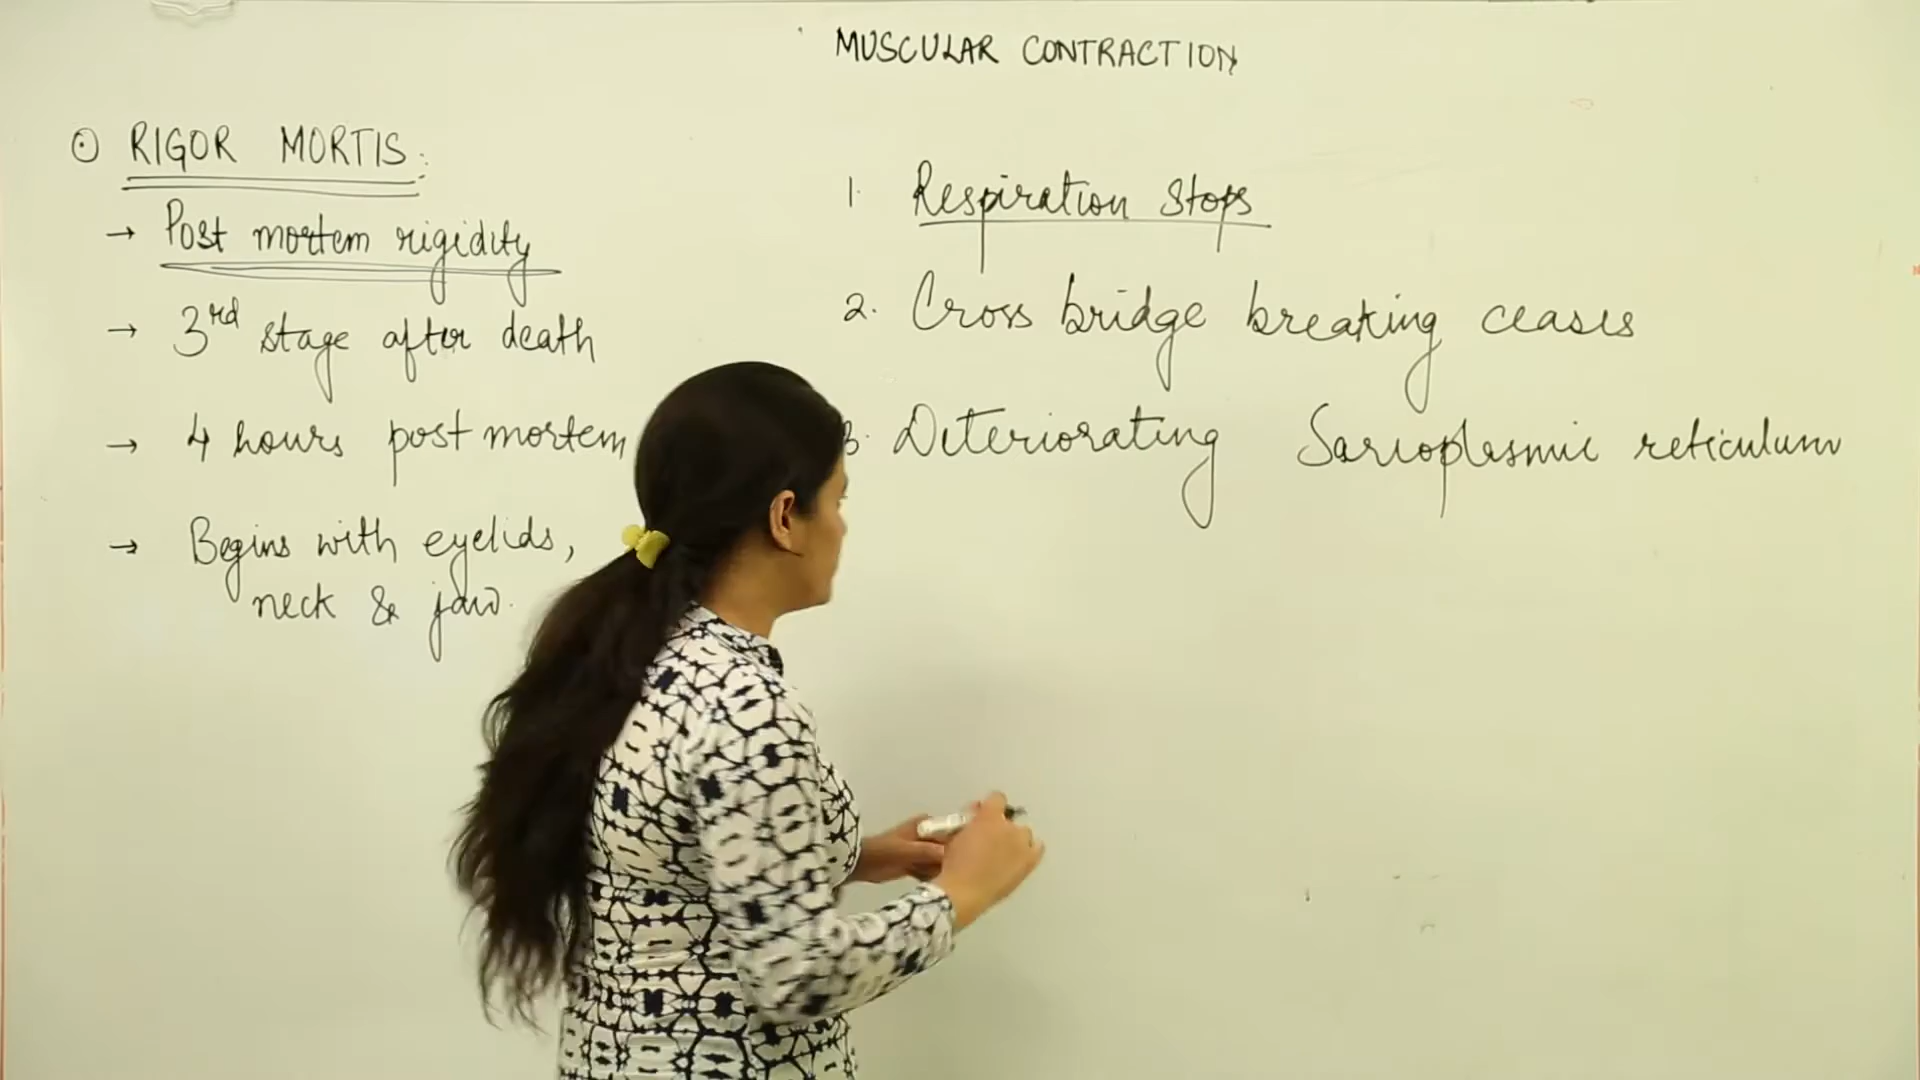 MUSCULAR CONTRACTION
⊙ RIGOR MORTIS:
→ Post mortem rigidity
→ 3rd stage after death
→ 4 hours post mortem
→ Begins with eyelids,
neck & jaw.
1. Respiration stops
2. Cross bridge breaking ceases
3. Deteriorating Sarcoplasmic reticulum